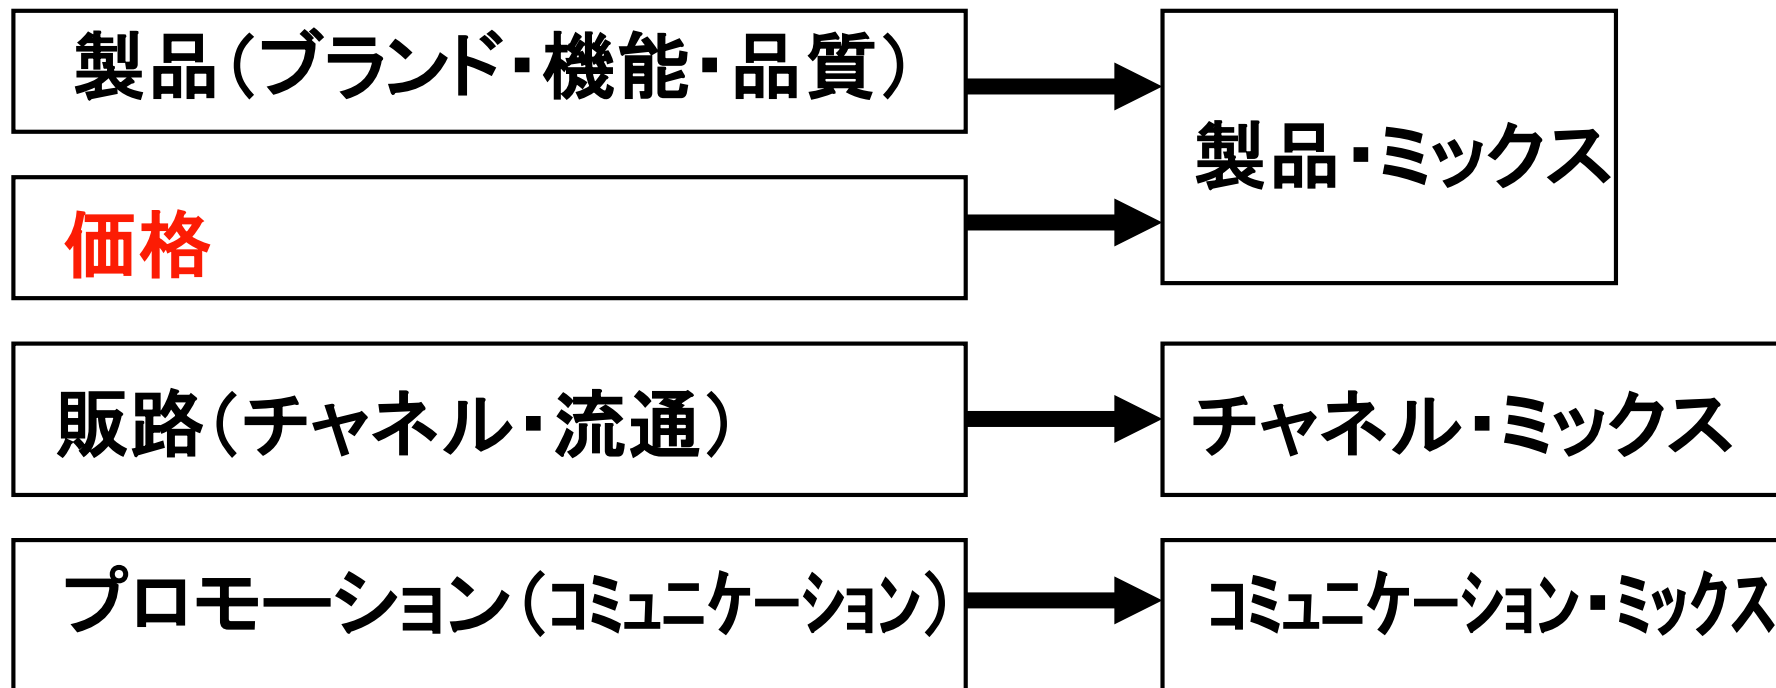 製品(ブランド・機能・品質)
製品・ミックス
価格
販路(チャネル・流通)
チャネル・ミックス
プロモーション(コミュニケーション)
コミュニケーション・ミックス